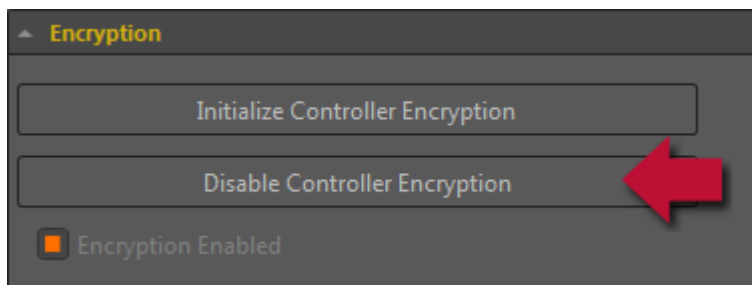 Encryption
Initialize Controller Encryption
Disable Controller Encryption
Encryption Enabled